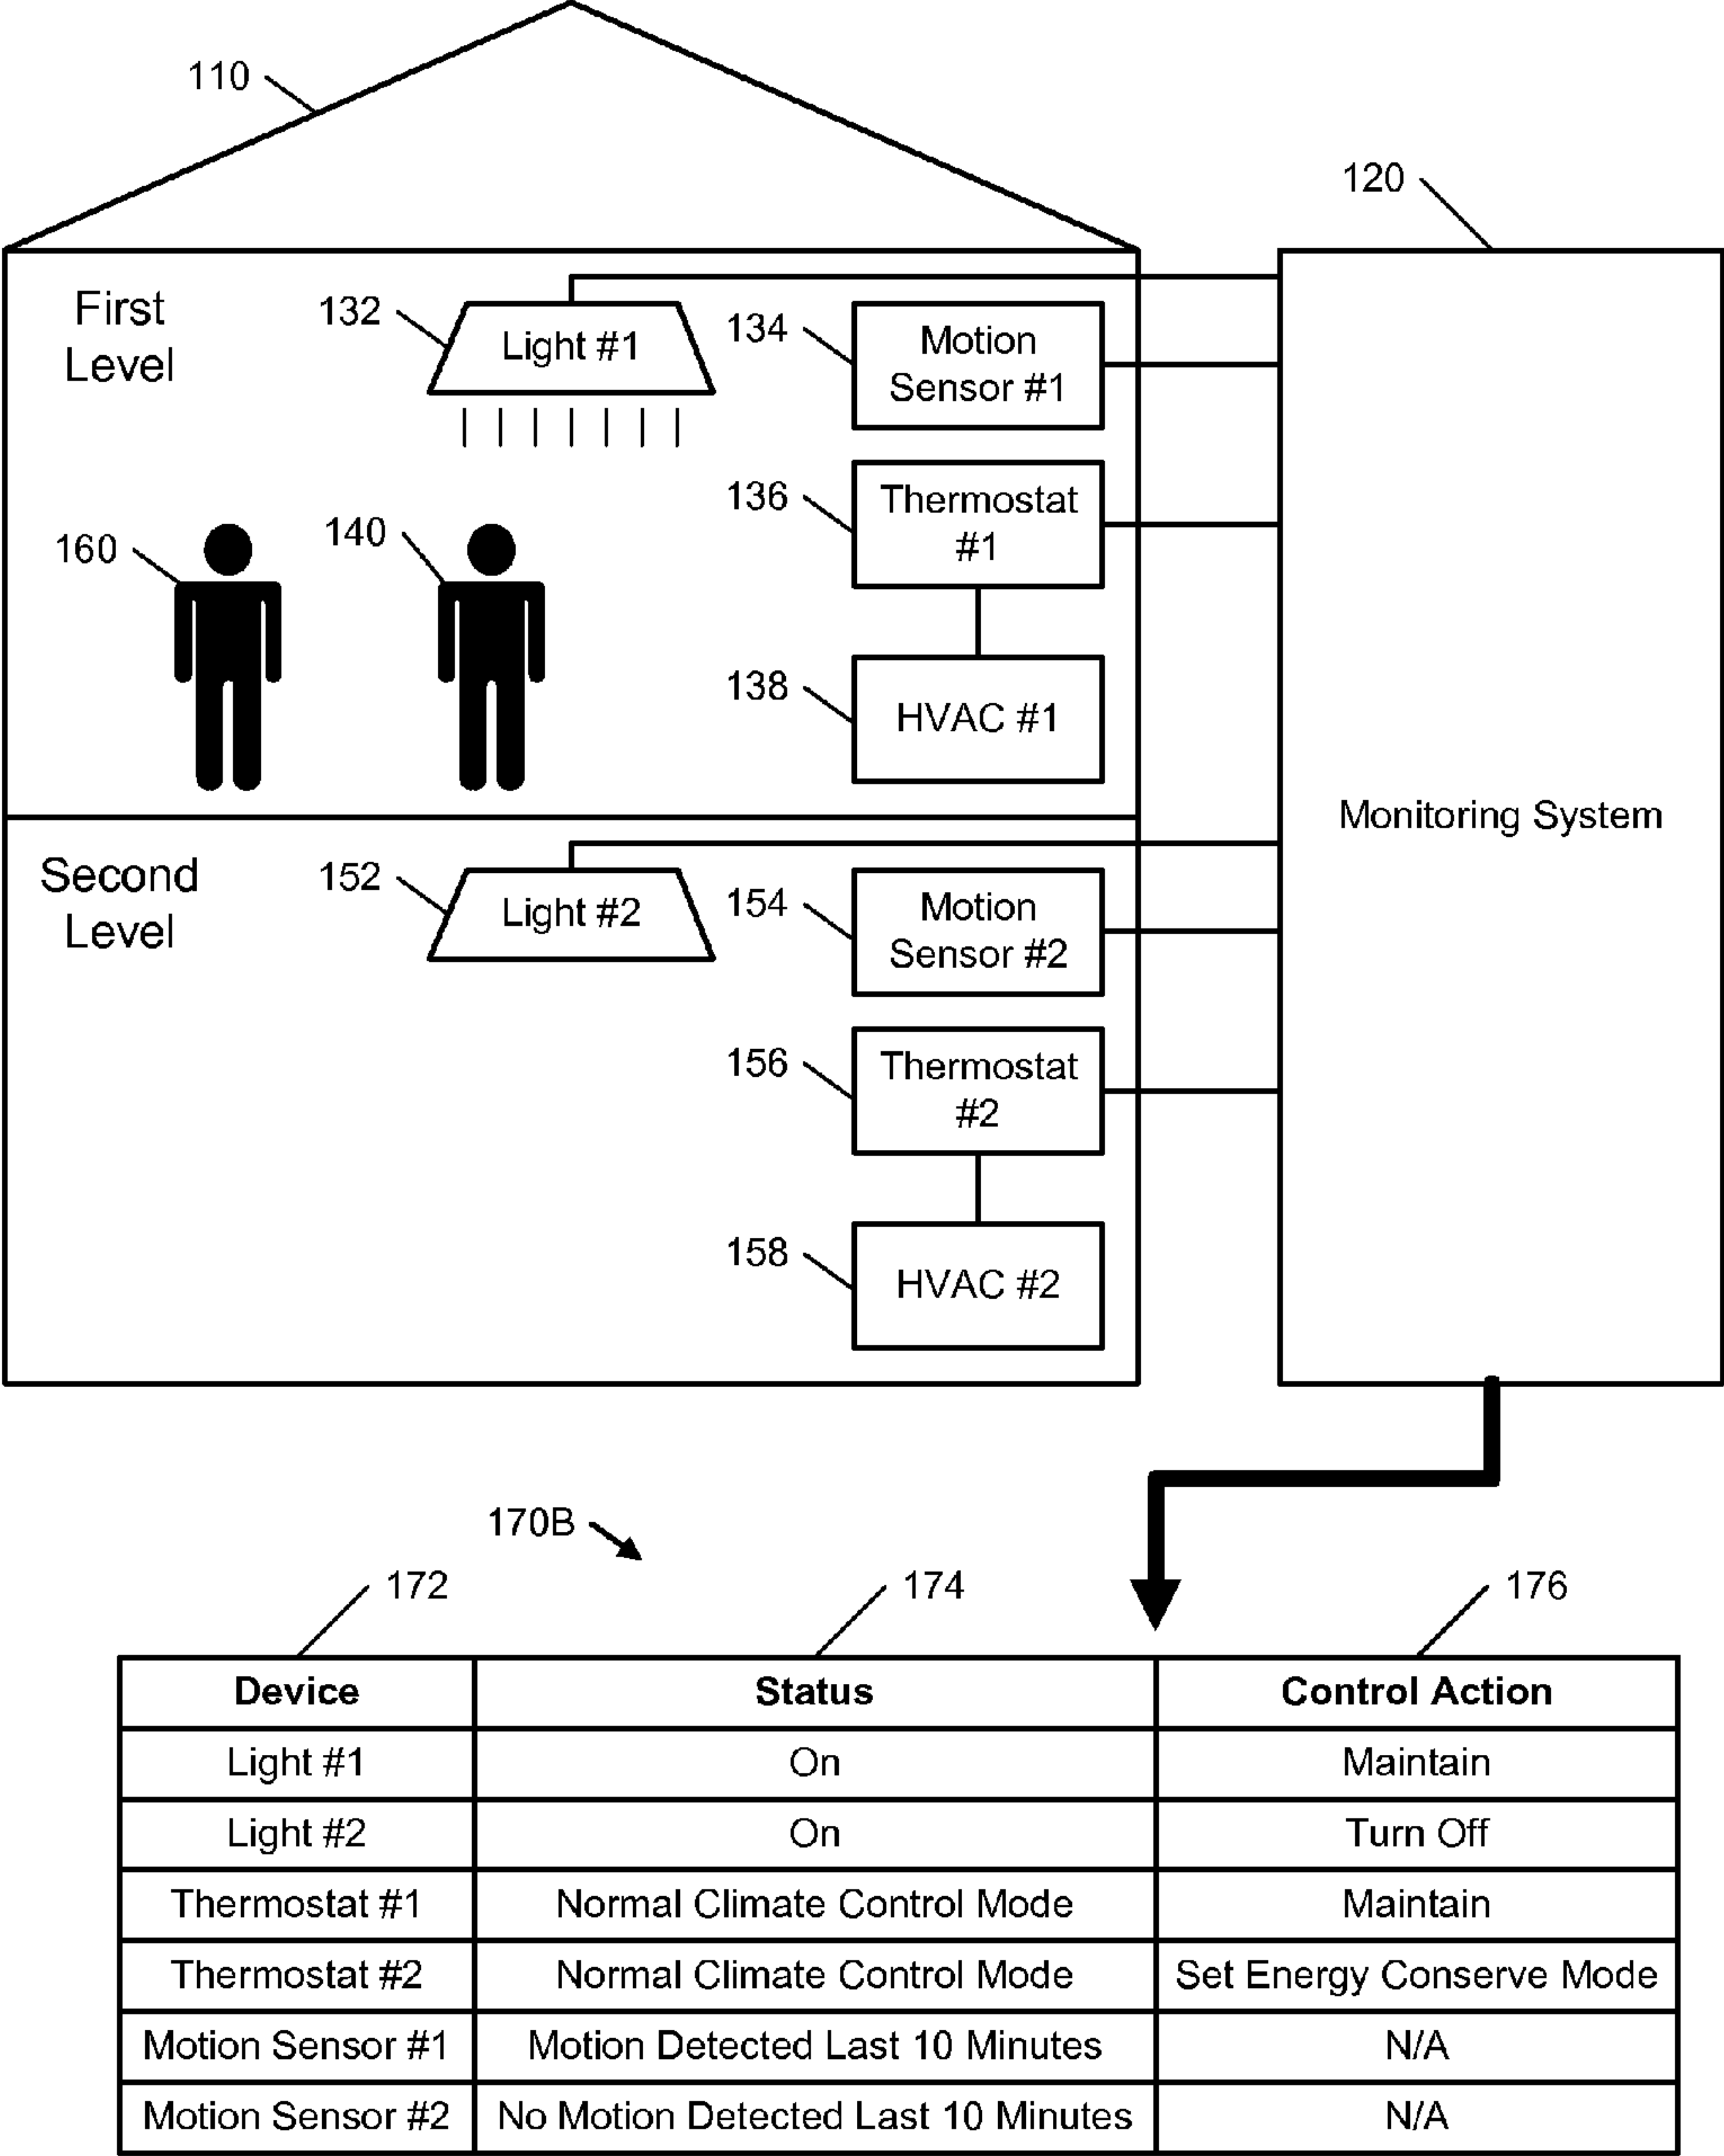 110
120
First
Level
132
Light #1
134
Motion
Sensor #1
136
Thermostat
#1
160
140
138
HVAC #1
Monitoring System
Second
Level
152
Light #2
154
Motion
Sensor #2
156
Thermostat
#2
158
HVAC #2
170B
172
174
176
Device Status Control Action
Light #1 On Maintain
Light #2 On Turn Off
Thermostat #1 Normal Climate Control Mode Maintain
Thermostat #2 Normal Climate Control Mode Set Energy Conserve Mode
Motion Sensor #1 Motion Detected Last 10 Minutes N/A
Motion Sensor #2 No Motion Detected Last 10 Minutes N/A